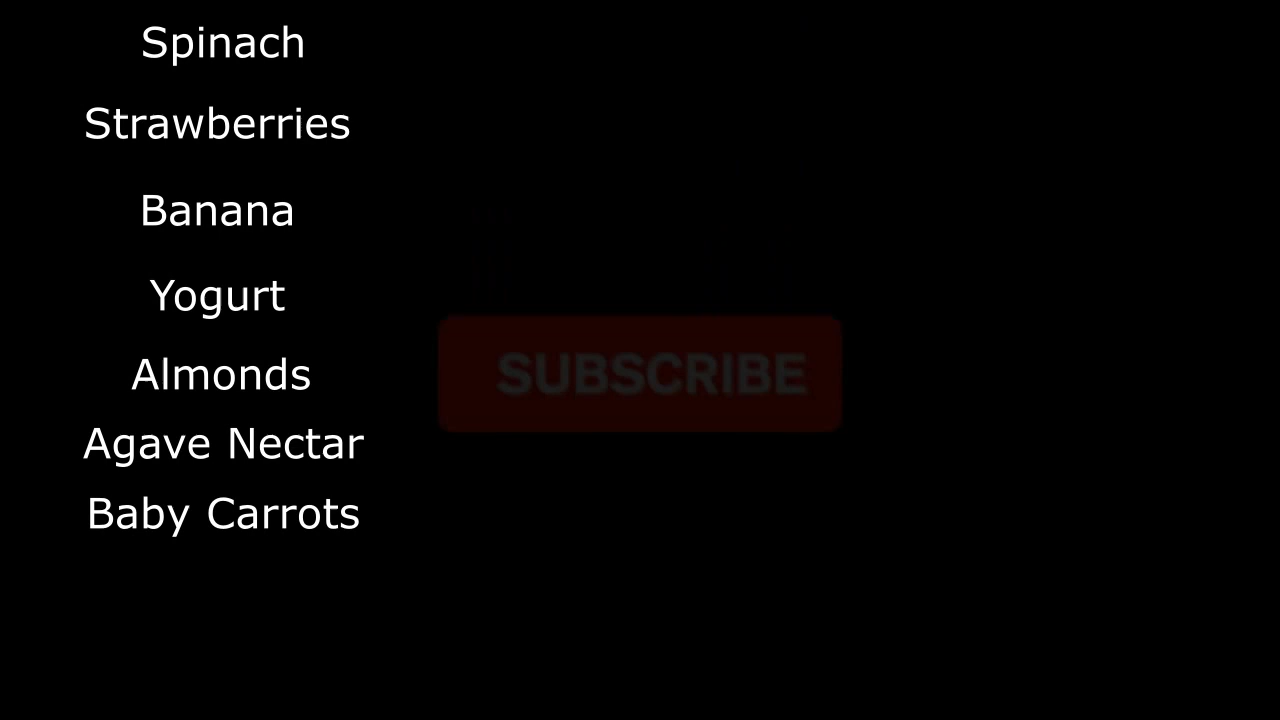 Spinach
Strawberries
Banana
Yogurt
SUBSCRIBE
Almonds
Agave Nectar
Baby Carrots